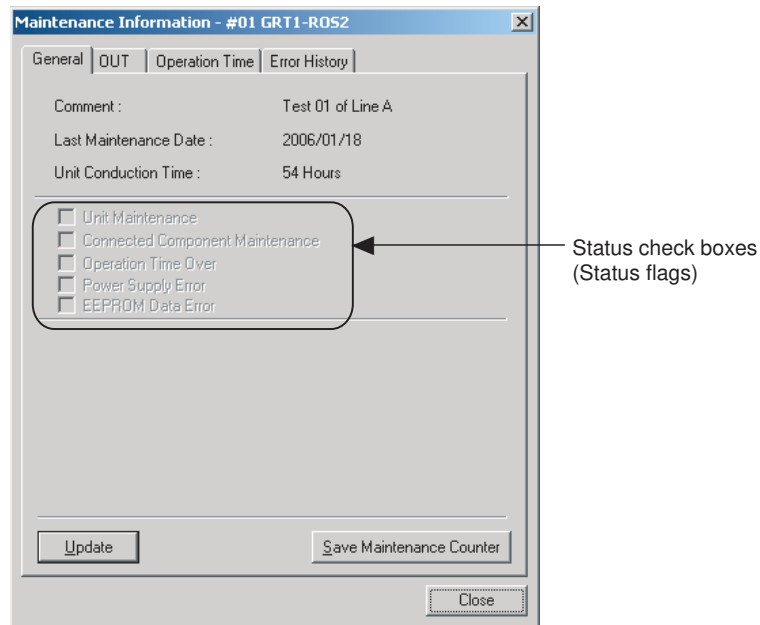 Maintenance Information - #01 GRT1-ROS2
General OUT Operation Time Error History
Comment : Test 01 of Line A
Last Maintenance Date : 2006/01/18
Unit Conduction Time : 54 Hours
Unit Maintenance
Connected Component Maintenance
Operation Time Over
Power Supply Error
EEPROM Data Error
Status check boxes
(Status flags)
Update Save Maintenance Counter
Close